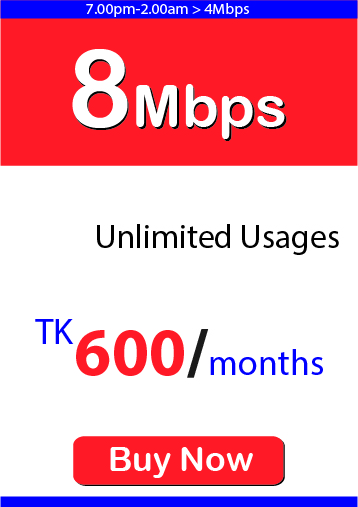 7.00pm-2.00am > 4Mbps
8Mbps
Unlimited Usages
TK600/months
Buy Now